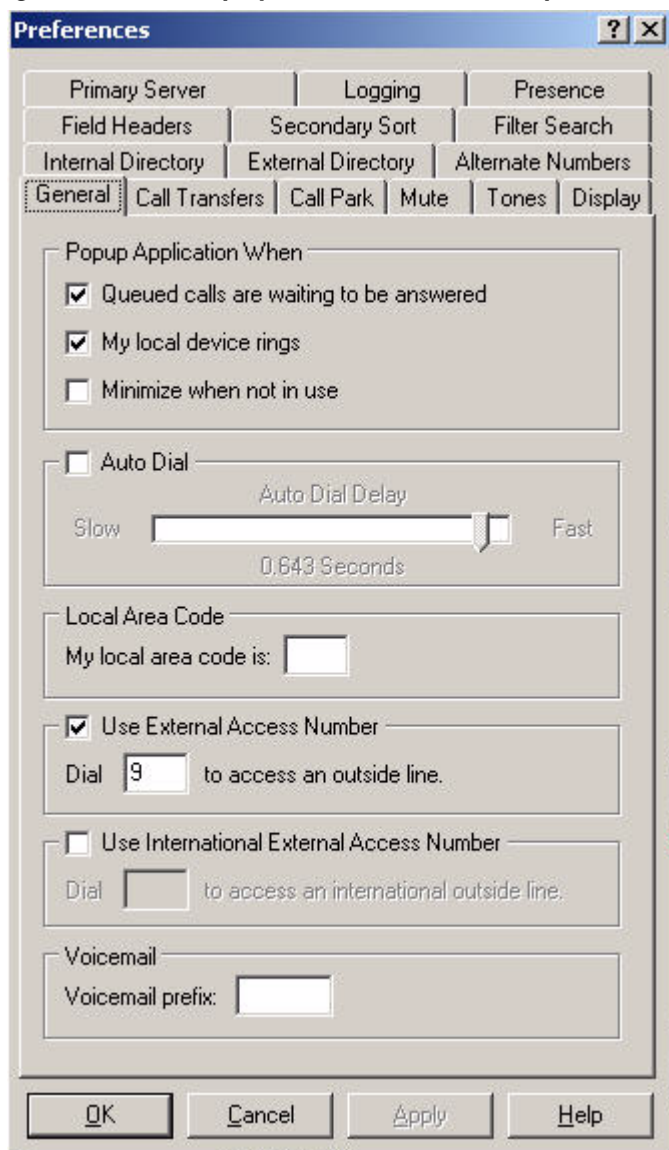 Preferences
Primary Server Logging Presence
Field Headers Secondary Sort Filter Search
Internal Directory External Directory Alternate Numbers
General Call Transfers Call Park Mute Tones Display
Popup Application When
Queued calls are waiting to be answered
My local device rings
Minimize when not in use
Auto Dial
Auto Dial Delay
Slow Fast
0.643 Seconds
Local Area Code
My local area code is:
Use External Access Number
Dial 9 to access an outside line.
Use International External Access Number
Dial to access an international outside line.
Voicemail
Voicemail prefix:
OK Cancel Apply Help